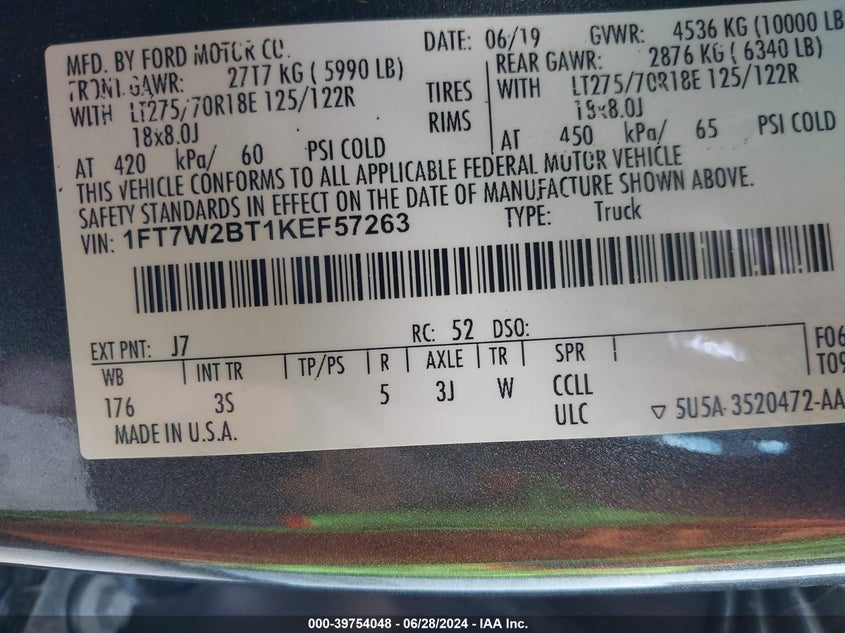 MFD. BY FORD MOTOR CO. DATE: 06/19 GVWR: 4536 KG (10000 LB
FRONT GAWR: 2717 KG ( 5990 LB) REAR GAWR: 2876 KG ( 6340 LB)
WITH LT275/70R18E 125/122R TIRES WITH LT275/70R18E 125/122R
18x8.0J RIMS 18x8.0J
AT 420 kPa/ 60 PSI COLD AT 450 kPa/ 65 PSI COLD
THIS VEHICLE CONFORMS TO ALL APPLICABLE FEDERAL MOTOR VEHICLE
SAFETY STANDARDS IN EFFECT ON THE DATE OF MANUFACTURE SHOWN ABOVE.
VIN: 1FT7W2BT1KEF57263 TYPE: Truck
EXT PNT: J7 RC: 52 DSO:
WB INT TR TP/PS R AXLE TR SPR
176 3S 5 3J W CCLL
ULC
MADE IN U.S.A.
F06
T09
▽ 5U5A-3520472-AA
000-39754048 - 06/28/2024 - IAA Inc.